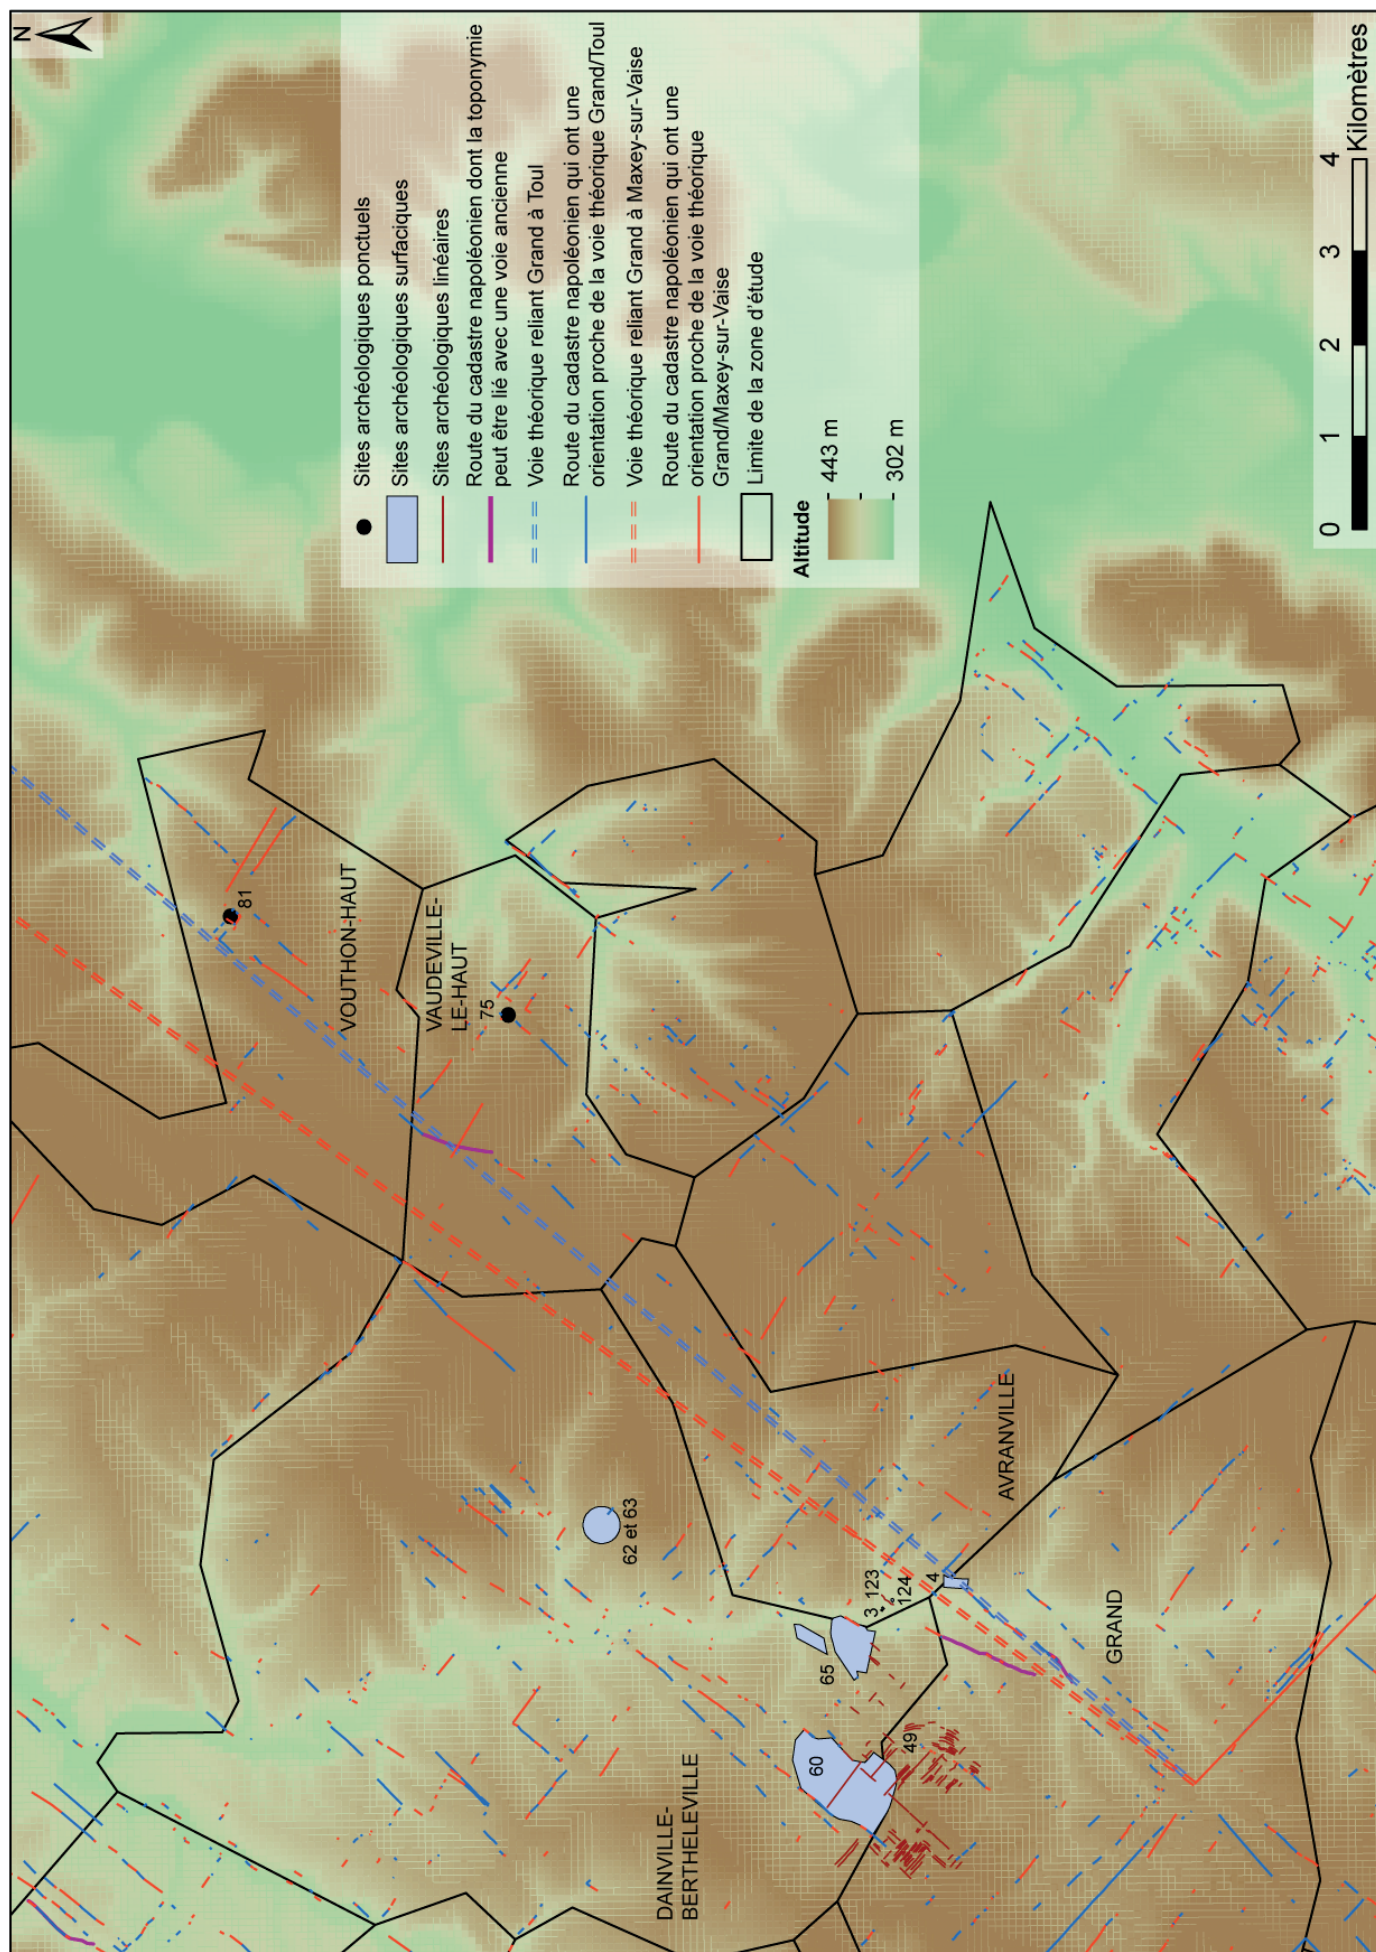 N
Sites archéologiques ponctuels
Sites archéologiques surfaciques
Sites archéologiques linéaires
Route du cadastre napoléonien dont la toponymie
peut être lié avec une voie ancienne
Voie théorique reliant Grand à Toul
Route du cadastre napoléonien qui ont une
orientation proche de la voie théorique Grand/Toul
Voie théorique reliant Grand à Maxey-sur-Vaise
Route du cadastre napoléonien qui ont une
orientation proche de la voie théorique
Grand/Maxey-sur-Vaise
Limite de la zone d'étude
Altitude
443 m
302 m
0 1 2 3 4
Kilomètres
81
VOUTHON-HAUT
VAUDEVILLE-
LE-HAUT
75
62 et 63
AVRANVILLE
3 123
124
4
65
GRAND
60
49
DAINVILLE-
BERTHELEVILLE